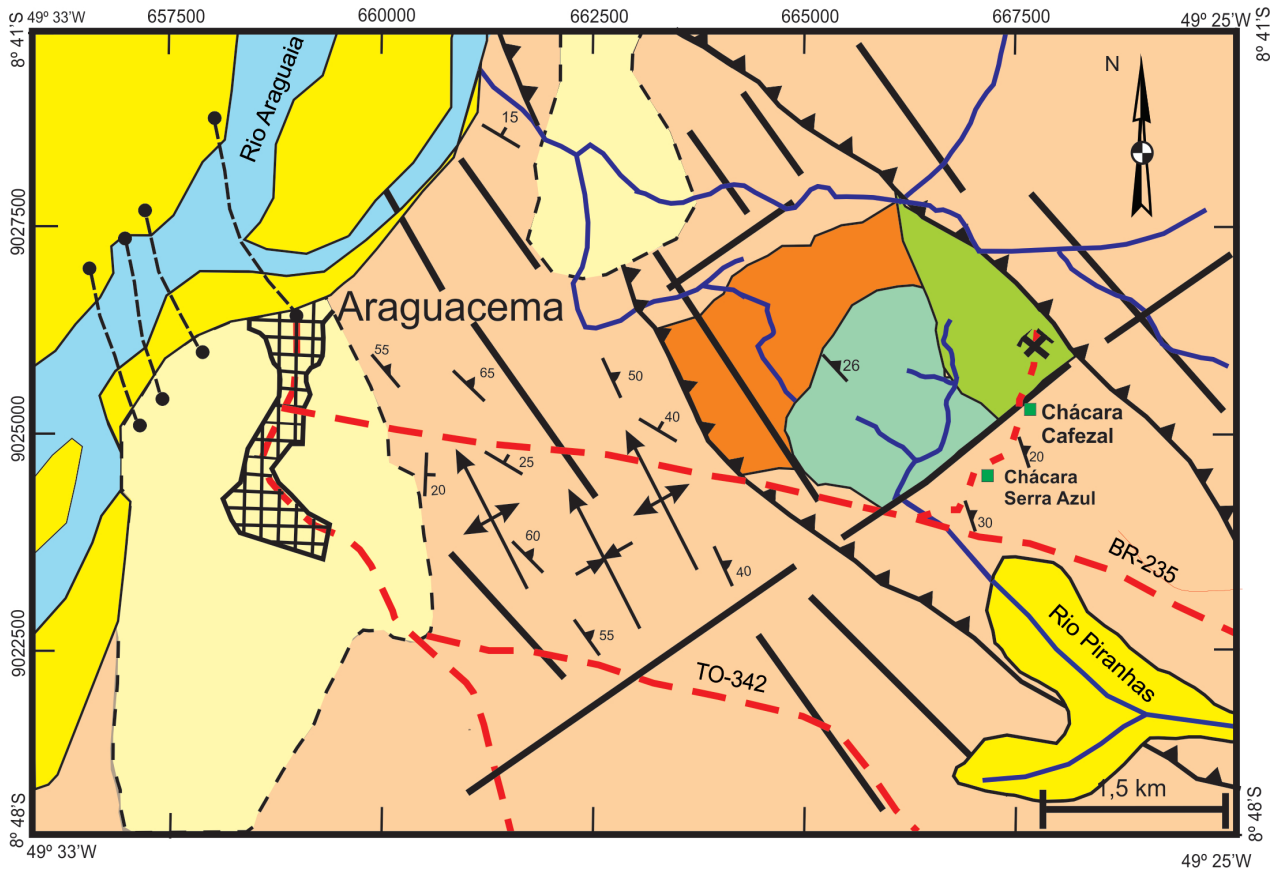 49° 33'W
657500
660000
662500
665000
667500
49° 25'W
8° 41'S
8° 41'S
Rio Araguaia
N
15
9027500
Araguacema
55
65
50
26
40
9025000
Chácara
Cafezal
25
20
20
Chácara
Serra Azul
30
60
40
BR-235
55
Rio Piranhas
9022500
TO-342
1,5 km
8° 48'S
8° 48'S
49° 33'W
49° 25'W